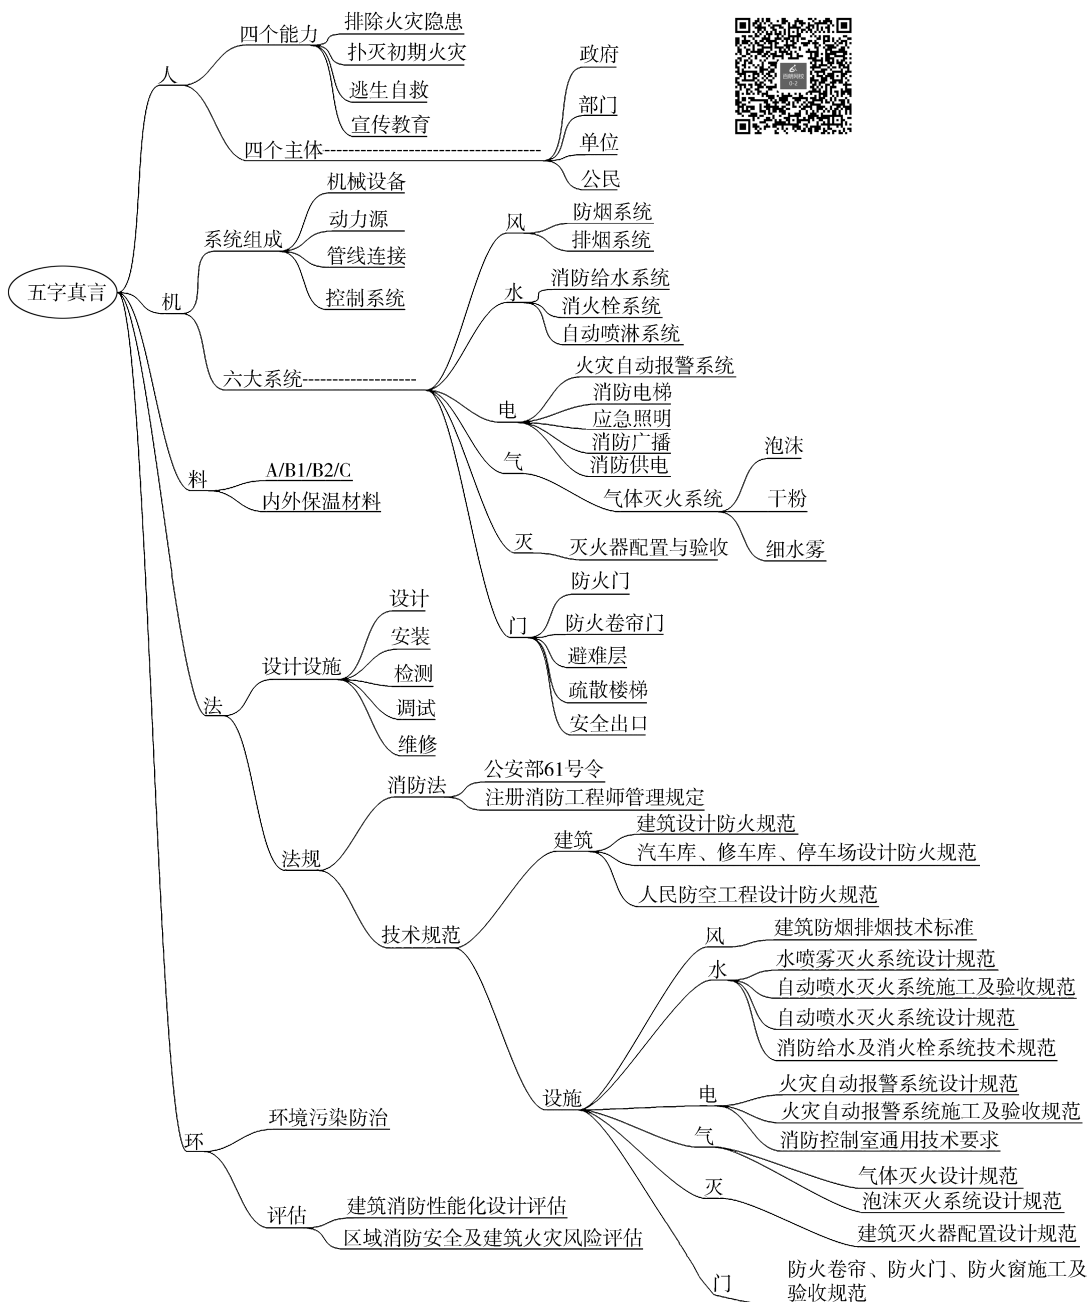 五字真言
人
四个能力
排除火灾隐患
扑灭初期火灾
逃生自救
宣传教育
四个主体
政府
部门
单位
公民
机
系统组成
机械设备
动力源
管线连接
控制系统
六大系统
风
防烟系统
排烟系统
水
消防给水系统
消火栓系统
自动喷淋系统
电
火灾自动报警系统
消防电梯
应急照明
消防广播
消防供电
气
气体灭火系统
泡沫
干粉
细水雾
灭
灭火器配置与验收
门
防火门
防火卷帘门
避难层
疏散楼梯
安全出口
料
A/B1/B2/C
内外保温材料
法
设计设施
设计
安装
检测
调试
维修
法规
消防法
公安部61号令
注册消防工程师管理规定
技术规范
建筑
建筑设计防火规范
汽车库、修车库、停车场设计防火规范
人民防空工程设计防火规范
设施
风
建筑防烟排烟技术标准
水
水喷雾灭火系统设计规范
自动喷水灭火系统施工及验收规范
自动喷水灭火系统设计规范
消防给水及消火栓系统技术规范
电
火灾自动报警系统设计规范
火灾自动报警系统施工及验收规范
消防控制室通用技术要求
气
气体灭火设计规范
泡沫灭火系统设计规范
灭
建筑灭火器配置设计规范
门
防火卷帘、防火门、防火窗施工及
验收规范
环
环境污染防治
评估
建筑消防性能化设计评估
区域消防安全及建筑火灾风险评估